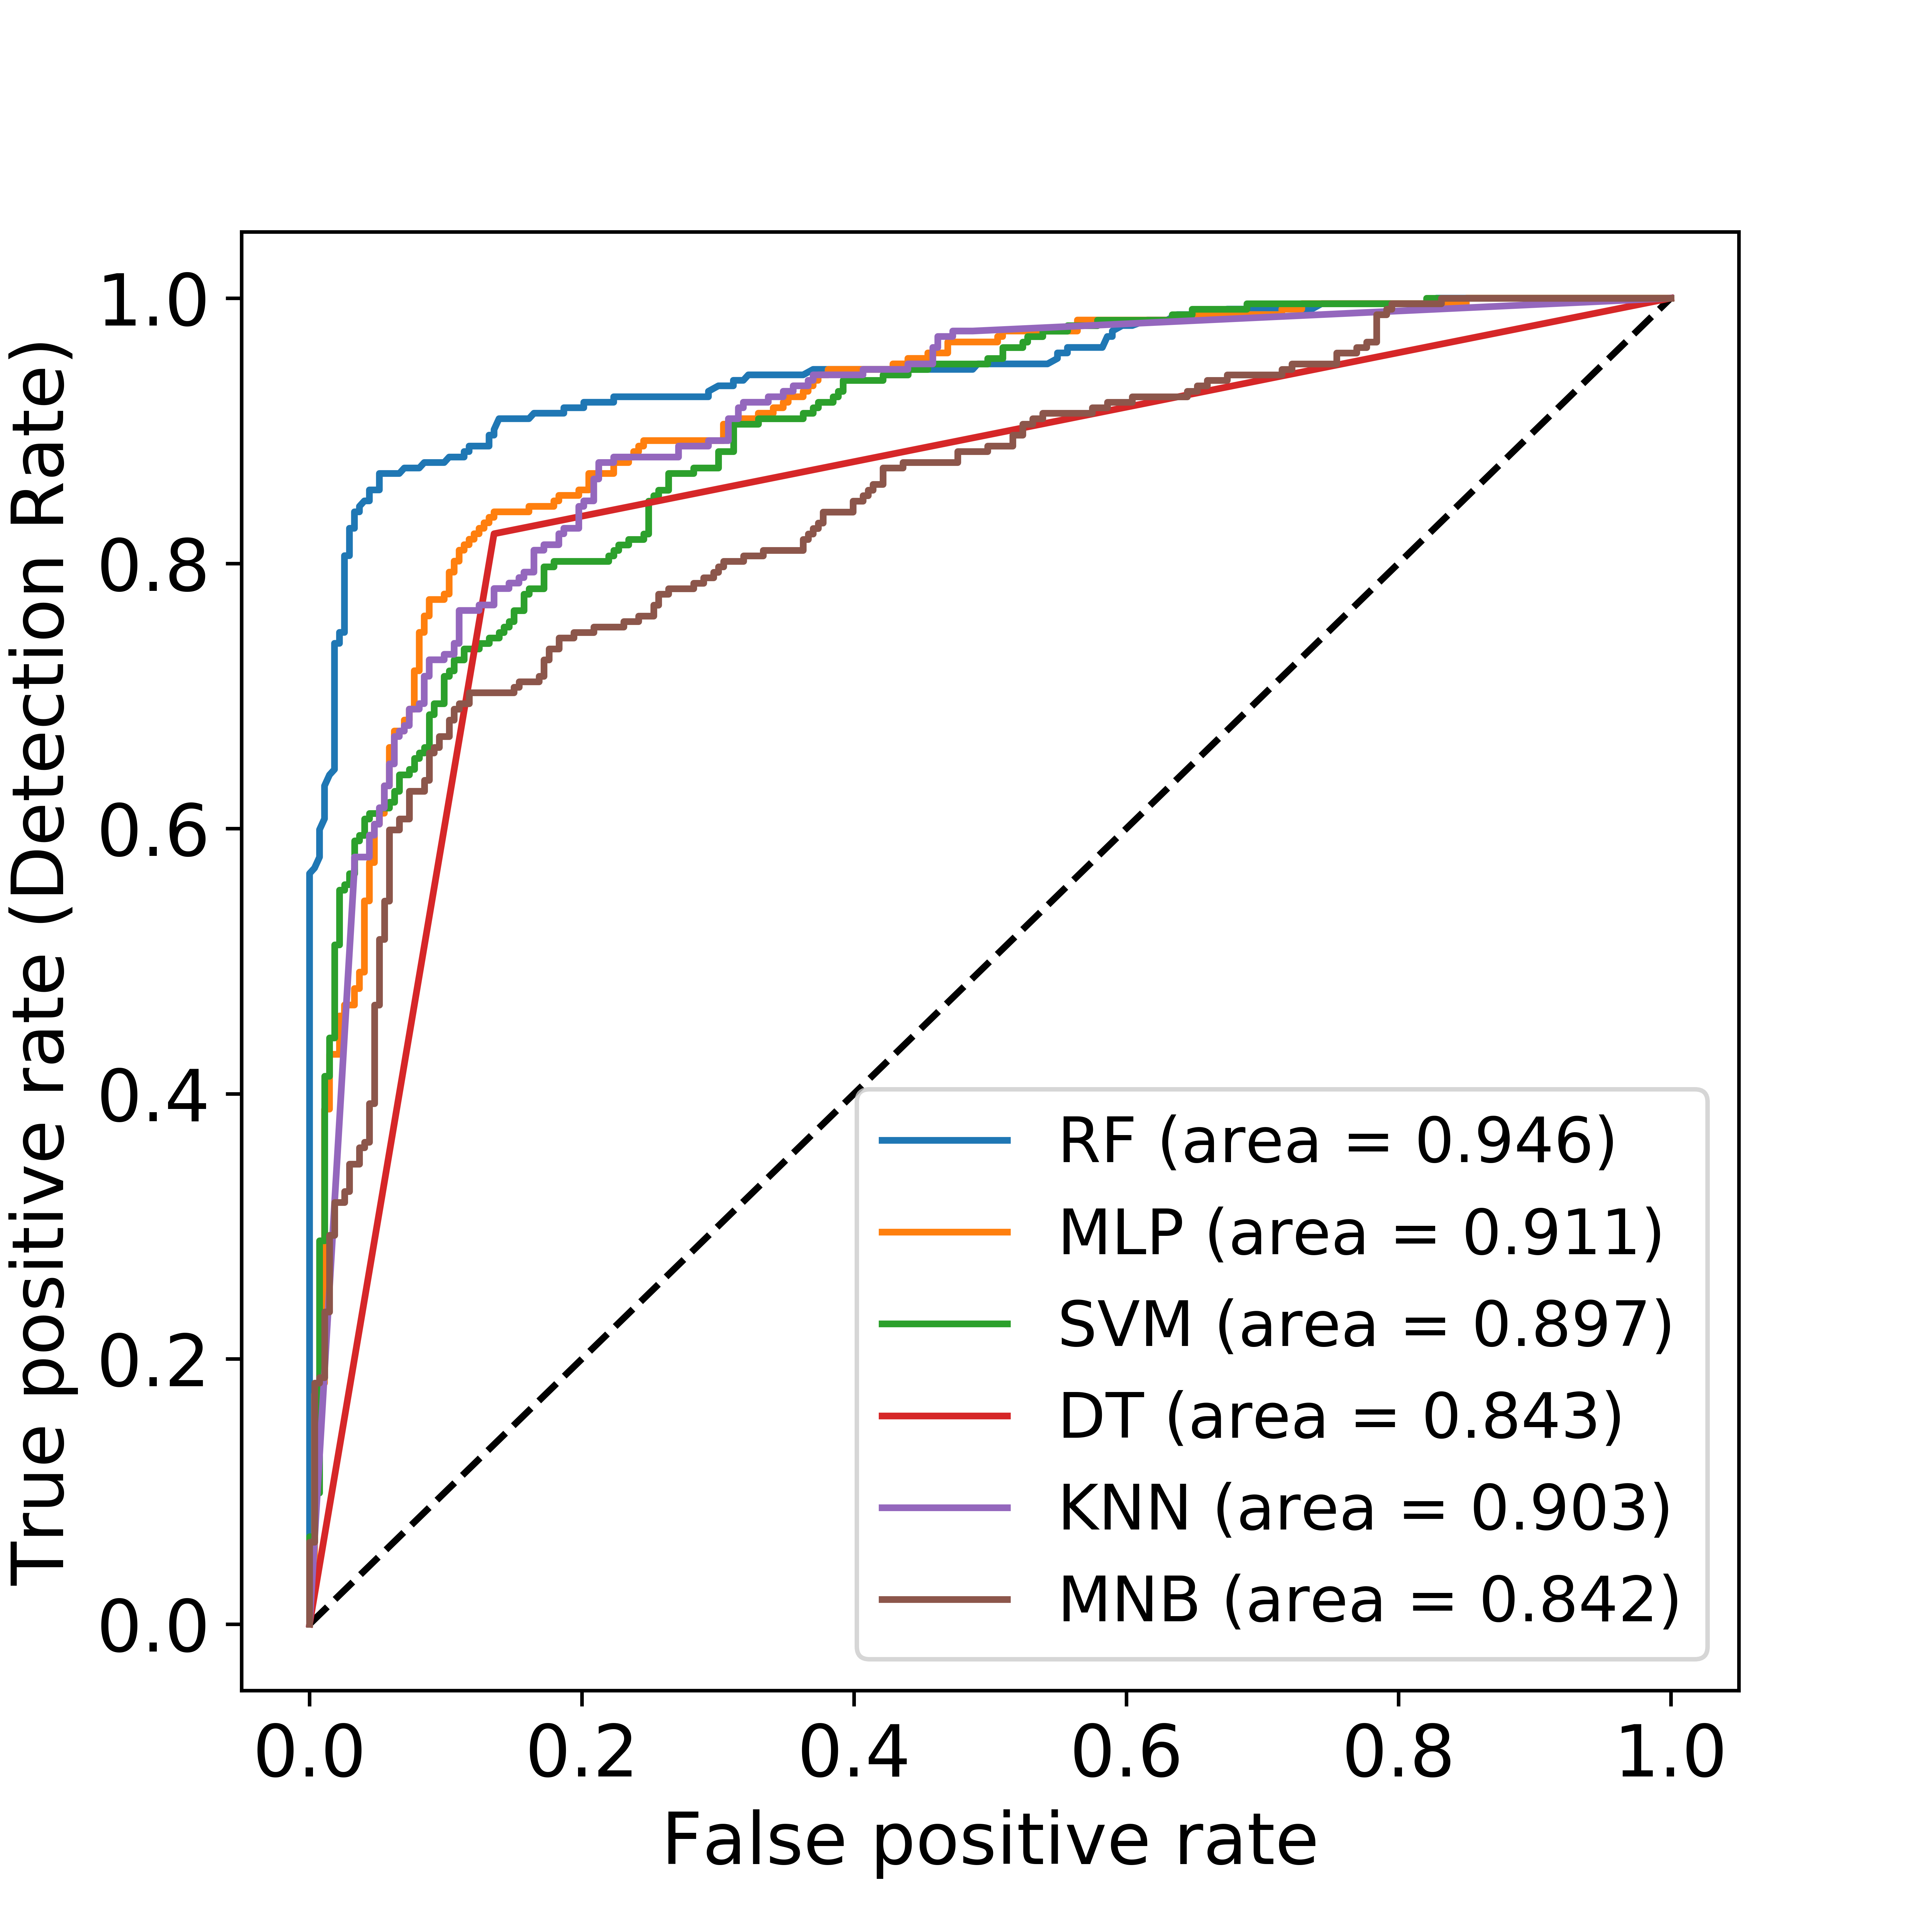 True positive rate (Detection Rate)
1.0
0.8
0.6
0.4
0.2
0.0
RF (area = 0.946)
MLP (area = 0.911)
SVM (area = 0.897)
DT (area = 0.843)
KNN (area = 0.903)
MNB (area = 0.842)
0.0 0.2 0.4 0.6 0.8 1.0
False positive rate